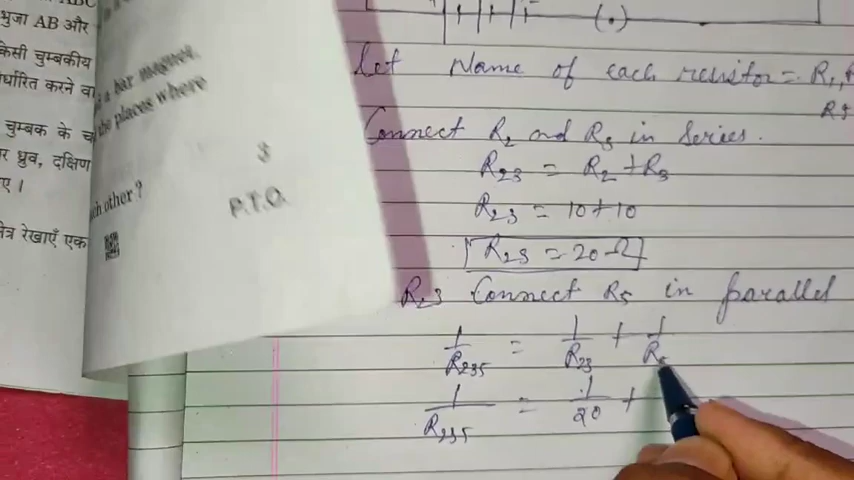 भुजा AB और
चुम्बकीय
चुम्बक के
ध्रुव, दक्षिण
रेखाएँ एक
a bar magnet.
the places where
each other ?
3
P.T.O.
Let Name of each resistor = R₁,
R5
Connect R₂ and R₃ in Series.
R₂₃ = R₂ + R₃
R₂₃ = 10 + 10
R₂₃ = 20 Ω
R₂₃ Connect R₅ in parallel
1/R₂₃₅ = 1/R₂₃ + 1/R₅
1/R₂₃₅ = 1/20 +